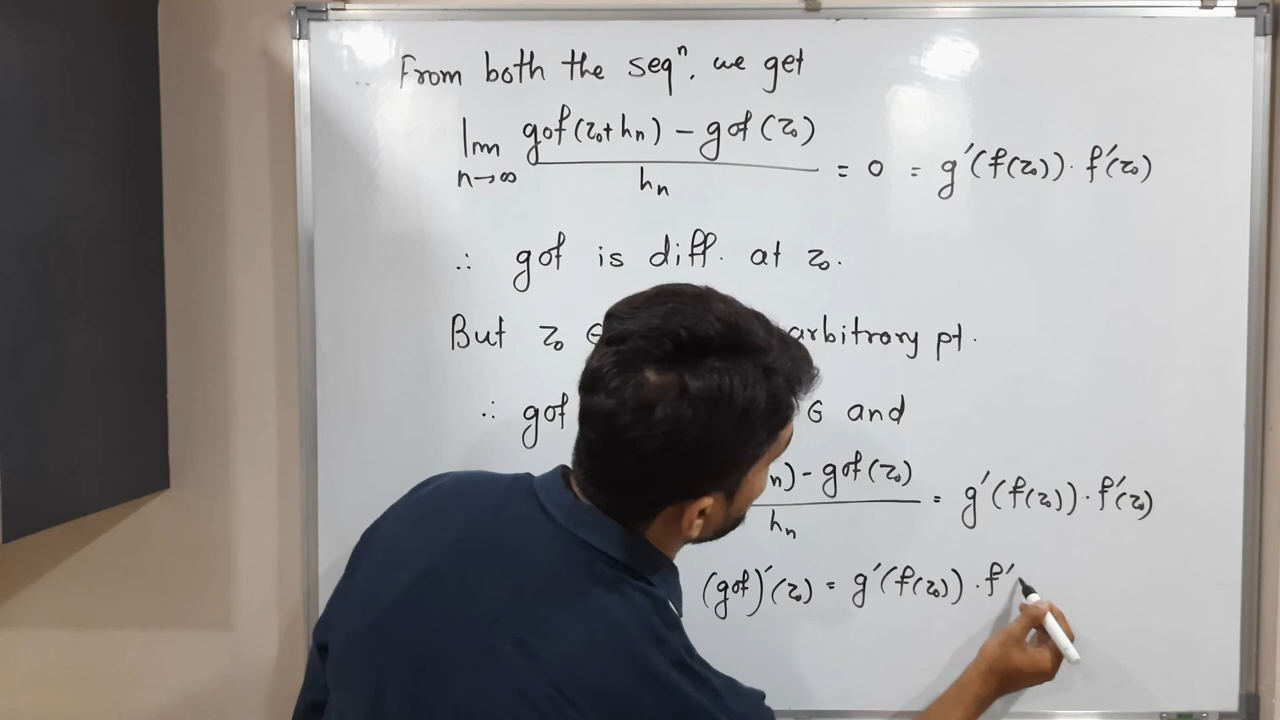 From both the seqⁿ. we get
lim n→∞ gof(z₀+hₙ) - gof(z₀) / hₙ = 0 = g'(f(z₀)). f'(z₀)
∴ gof is diff. at z₀.
But z₀ ∈ arbitrary pt.
∴ gof G and
n) - gof(z₀) / hₙ = g'(f(z₀)). f'(z₀)
(gof)'(z₀) = g'(f(z₀)). f'